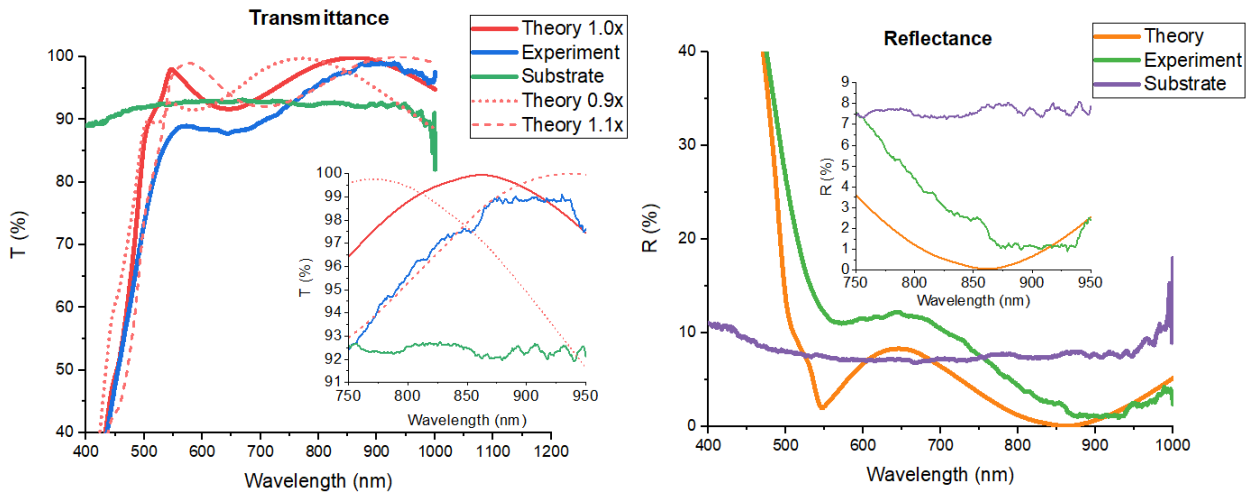 Transmittance
Theory 1.0x
Experiment
Substrate
Theory 0.9x
Theory 1.1x
T (%)
100
90
80
70
60
50
40
400 500 600 700 800 900 1000 1100 1200
Wavelength (nm)
T (%)
100
99
98
97
96
95
94
93
92
91
750 800 850 900 950
Wavelength (nm)
Reflectance
Theory
Experiment
Substrate
R (%)
40
30
20
10
0
400 500 600 700 800 900 1000
Wavelength (nm)
R (%)
9
8
7
6
5
4
3
2
1
0
750 800 850 900 950
Wavelength (nm)